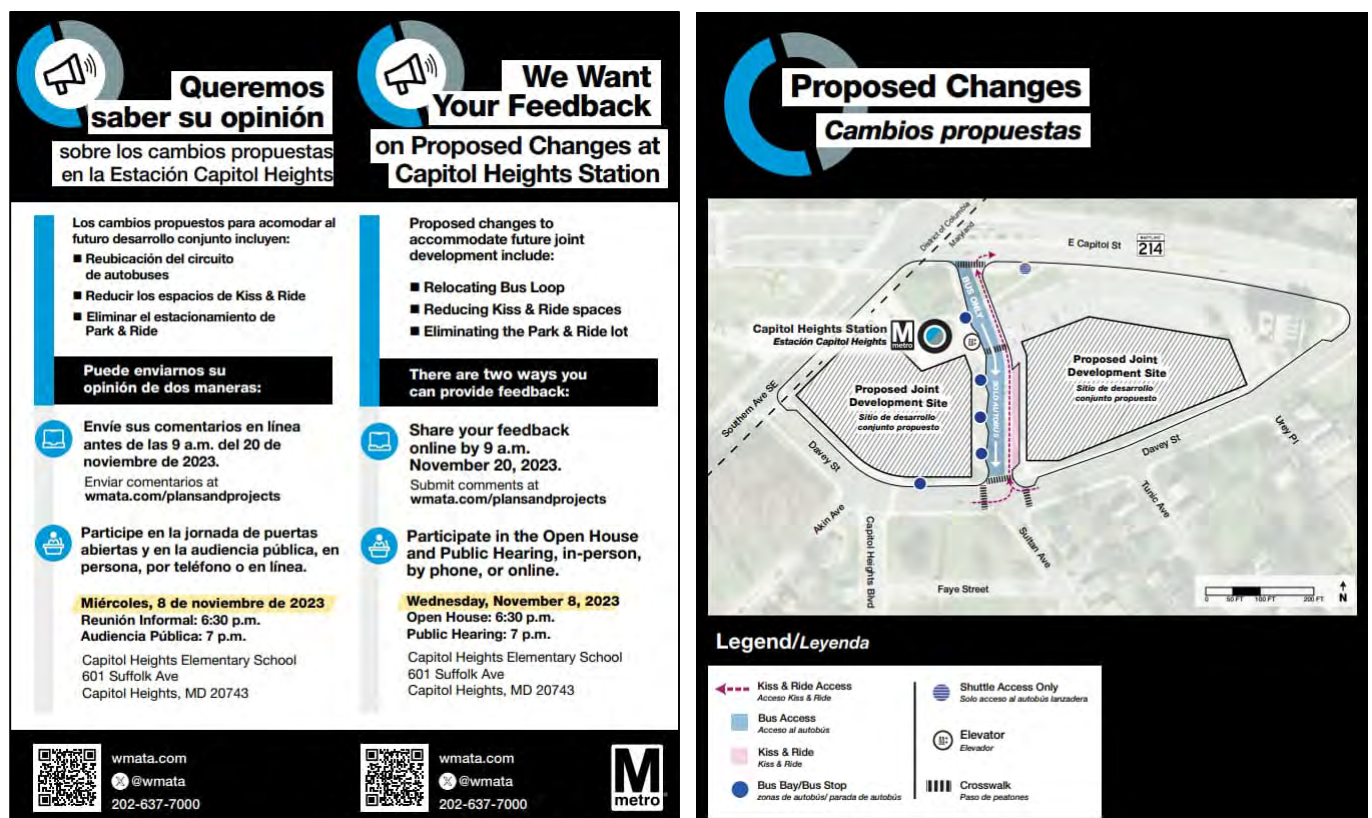 Queremos
saber su opinión
sobre los cambios propuestas
en la Estación Capitol Heights
Los cambios propuestos para acomodar al
futuro desarrollo conjunto incluyen:
■ Reubicación del circuito
de autobuses
■ Reducir los espacios de Kiss & Ride
■ Eliminar el estacionamiento de
Park & Ride
Puede enviarnos su
opinión de dos maneras:
Envíe sus comentarios en línea
antes de las 9 a.m. del 20 de
noviembre de 2023.
Enviar comentarios at
wmata.com/plansandprojects
Participe en la jornada de puertas
abiertas y en la audiencia pública, en
persona, por teléfono o en línea.
Miércoles, 8 de noviembre de 2023
Reunión Informal: 6:30 p.m.
Audiencia Pública: 7 p.m.
Capitol Heights Elementary School
601 Suffolk Ave
Capitol Heights, MD 20743
wmata.com
@wmata
202-637-7000
We Want
Your Feedback
on Proposed Changes at
Capitol Heights Station
Proposed changes to
accommodate future joint
development include:
■ Relocating Bus Loop
■ Reducing Kiss & Ride spaces
■ Eliminating the Park & Ride lot
There are two ways you
can provide feedback:
Share your feedback
online by 9 a.m.
November 20, 2023.
Submit comments at
wmata.com/plansandprojects
Participate in the Open House
and Public Hearing, in-person,
by phone, or online.
Wednesday, November 8, 2023
Open House: 6:30 p.m.
Public Hearing: 7 p.m.
Capitol Heights Elementary School
601 Suffolk Ave
Capitol Heights, MD 20743
wmata.com
@wmata
202-637-7000
M
metro
Proposed Changes
Cambios propuestas
District of Columbia
Maryland
E Capitol St
MARYLAND
214
BUS ONLY
Capitol Heights Station
Estación Capitol Heights
M
metro
SOLO AUTOBUS
Proposed Joint
Development Site
Sitio de desarrollo
conjunto propuesto
Proposed Joint
Development Site
Sitio de desarrollo
conjunto propuesto
Southern Ave SE
Davey St
Davey St
Urey Pl
Akin Ave
Capitol Heights Blvd
Sultan Ave
Tunic Ave
Faye Street
0 50 FT 100 FT 200 FT
N
Legend/Leyenda
Kiss & Ride Access
Acceso Kiss & Ride
Bus Access
Acceso al autobús
Kiss & Ride
Kiss & Ride
Bus Bay/Bus Stop
zonas de autobús/ parada de autobús
Shuttle Access Only
Solo acceso al autobús lanzadera
Elevator
Elevador
Crosswalk
Paso de peatones